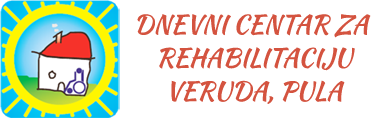 DNEVNI CENTAR ZA
REHABILITACIJU
VERUDA, PULA